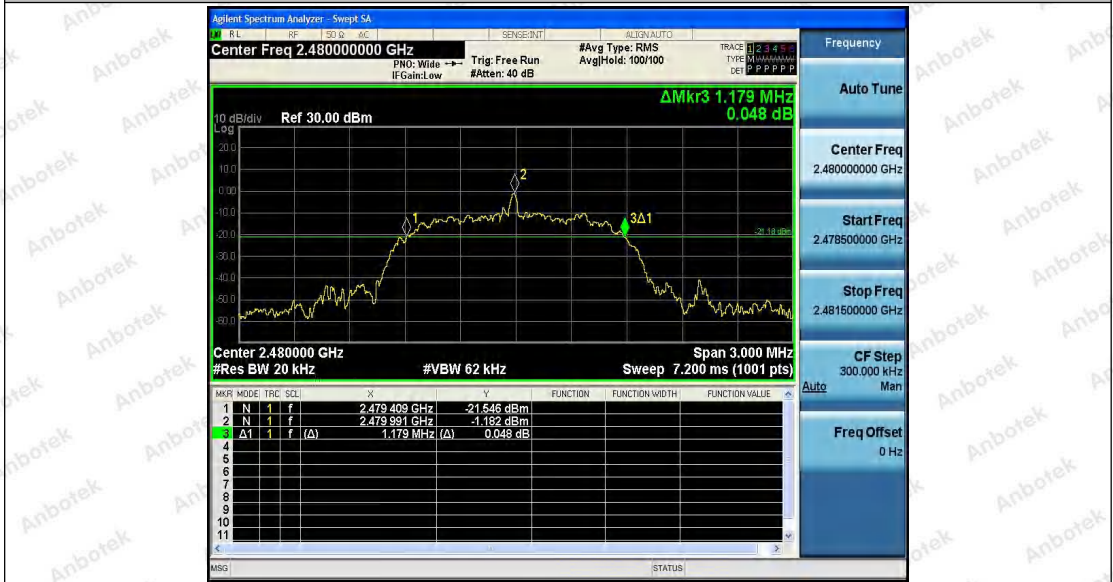 Agilent Spectrum Analyzer - Swept SA
RL RF 50 Ω AC SENSE:INT ALIGNAUTO
Center Freq 2.480000000 GHz
PNO: Wide
IFGain:Low
Trig: Free Run
#Atten: 40 dB
#Avg Type: RMS
Avg|Hold: 100/100
TRACE 1 2 3 4 5 6
TYPE M
DET P P P P P P
ΔMkr3 1.179 MHz
0.048 dB
10 dB/div Ref 30.00 dBm
Log
20.0
10.0
0.00
-10.0
-20.0
-30.0
-40.0
-50.0
-60.0
1
2
3Δ1
-21.18 dBm
Center 2.480000 GHz
Span 3.000 MHz
#Res BW 20 kHz
#VBW 62 kHz
Sweep 7.200 ms (1001 pts)
MKR MODE TRC SCL X Y FUNCTION FUNCTION WIDTH FUNCTION VALUE
1 N 1 f 2.479 409 GHz -21.546 dBm
2 N 1 f 2.479 991 GHz -1.182 dBm
3 Δ1 1 f (Δ) 1.179 MHz (Δ) 0.048 dB
4
5
6
7
8
9
10
11
MSG
STATUS
Frequency
Auto Tune
Center Freq
2.480000000 GHz
Start Freq
2.478500000 GHz
Stop Freq
2.481500000 GHz
CF Step
300.000 kHz
Auto Man
Freq Offset
0 Hz
Anbotek